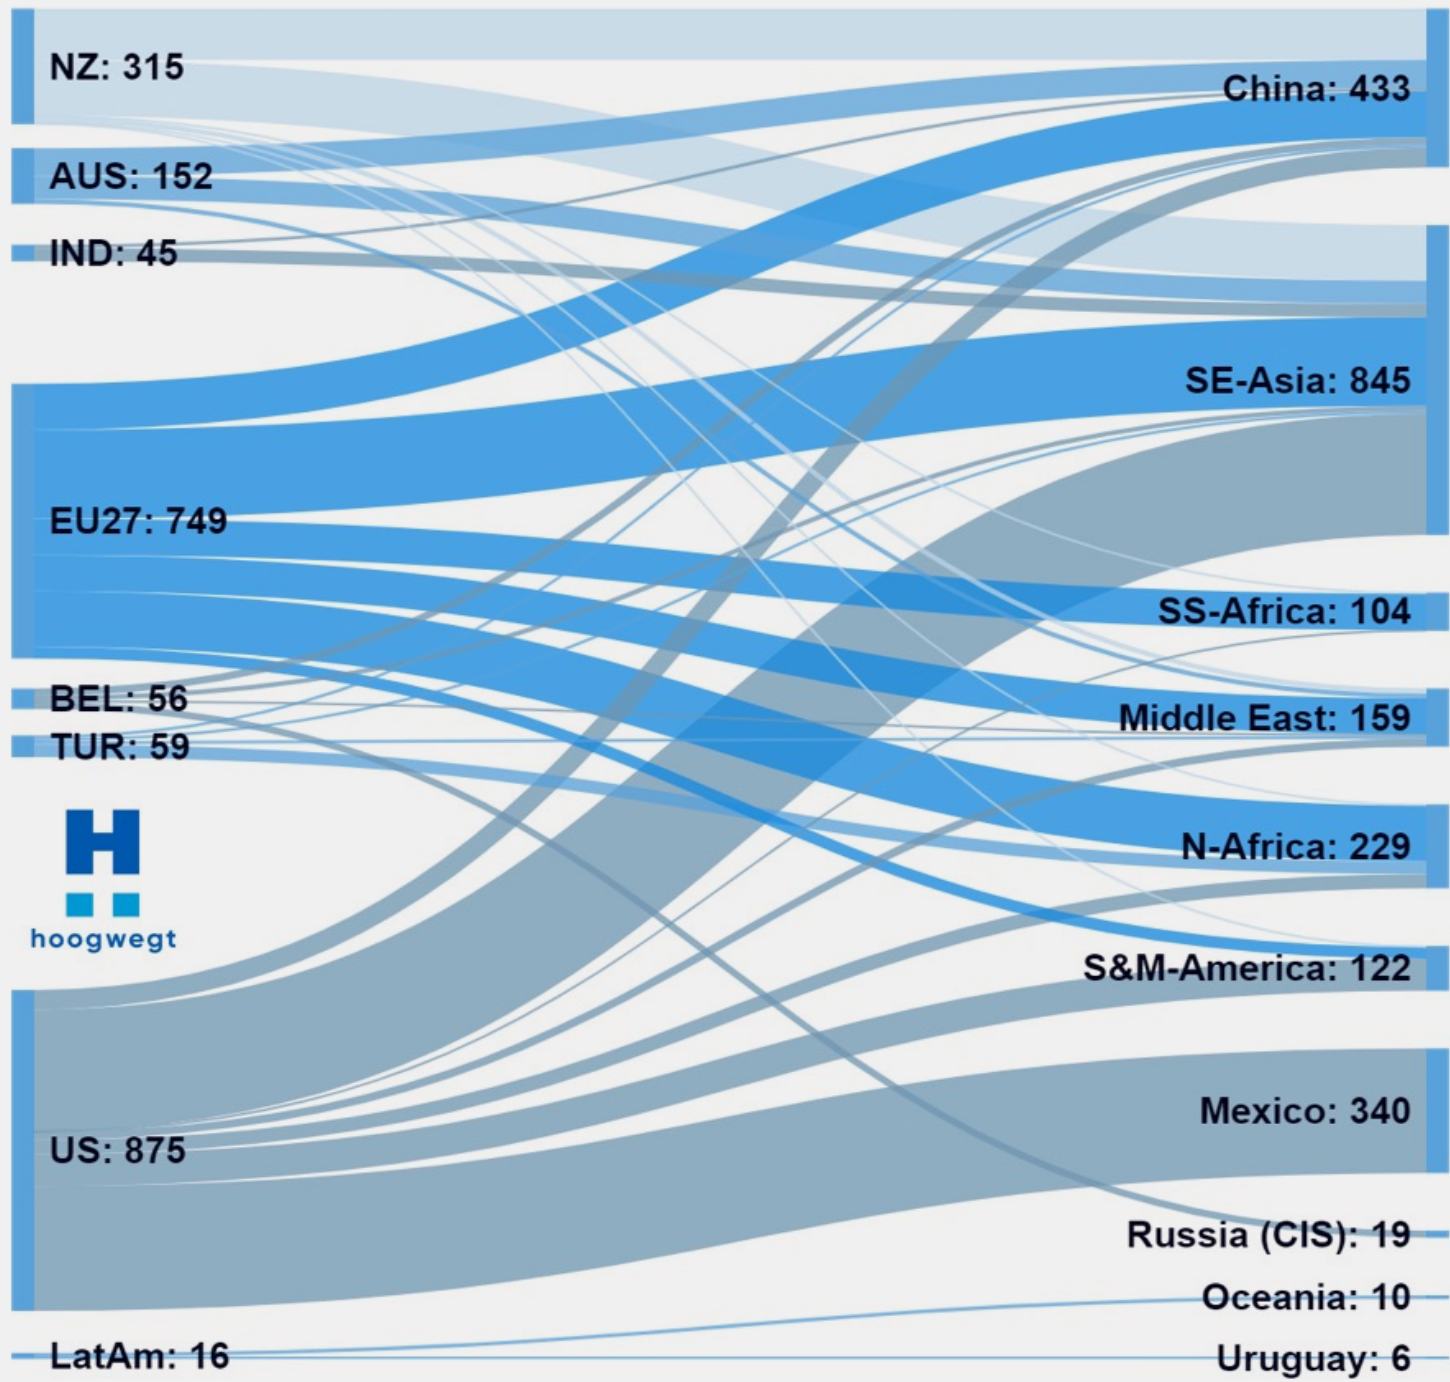 NZ: 315
AUS: 152
IND: 45
EU27: 749
BEL: 56
TUR: 59
hoogwegt
US: 875
LatAm: 16
China: 433
SE-Asia: 845
SS-Africa: 104
Middle East: 159
N-Africa: 229
S&M-America: 122
Mexico: 340
Russia (CIS): 19
Oceania: 10
Uruguay: 6